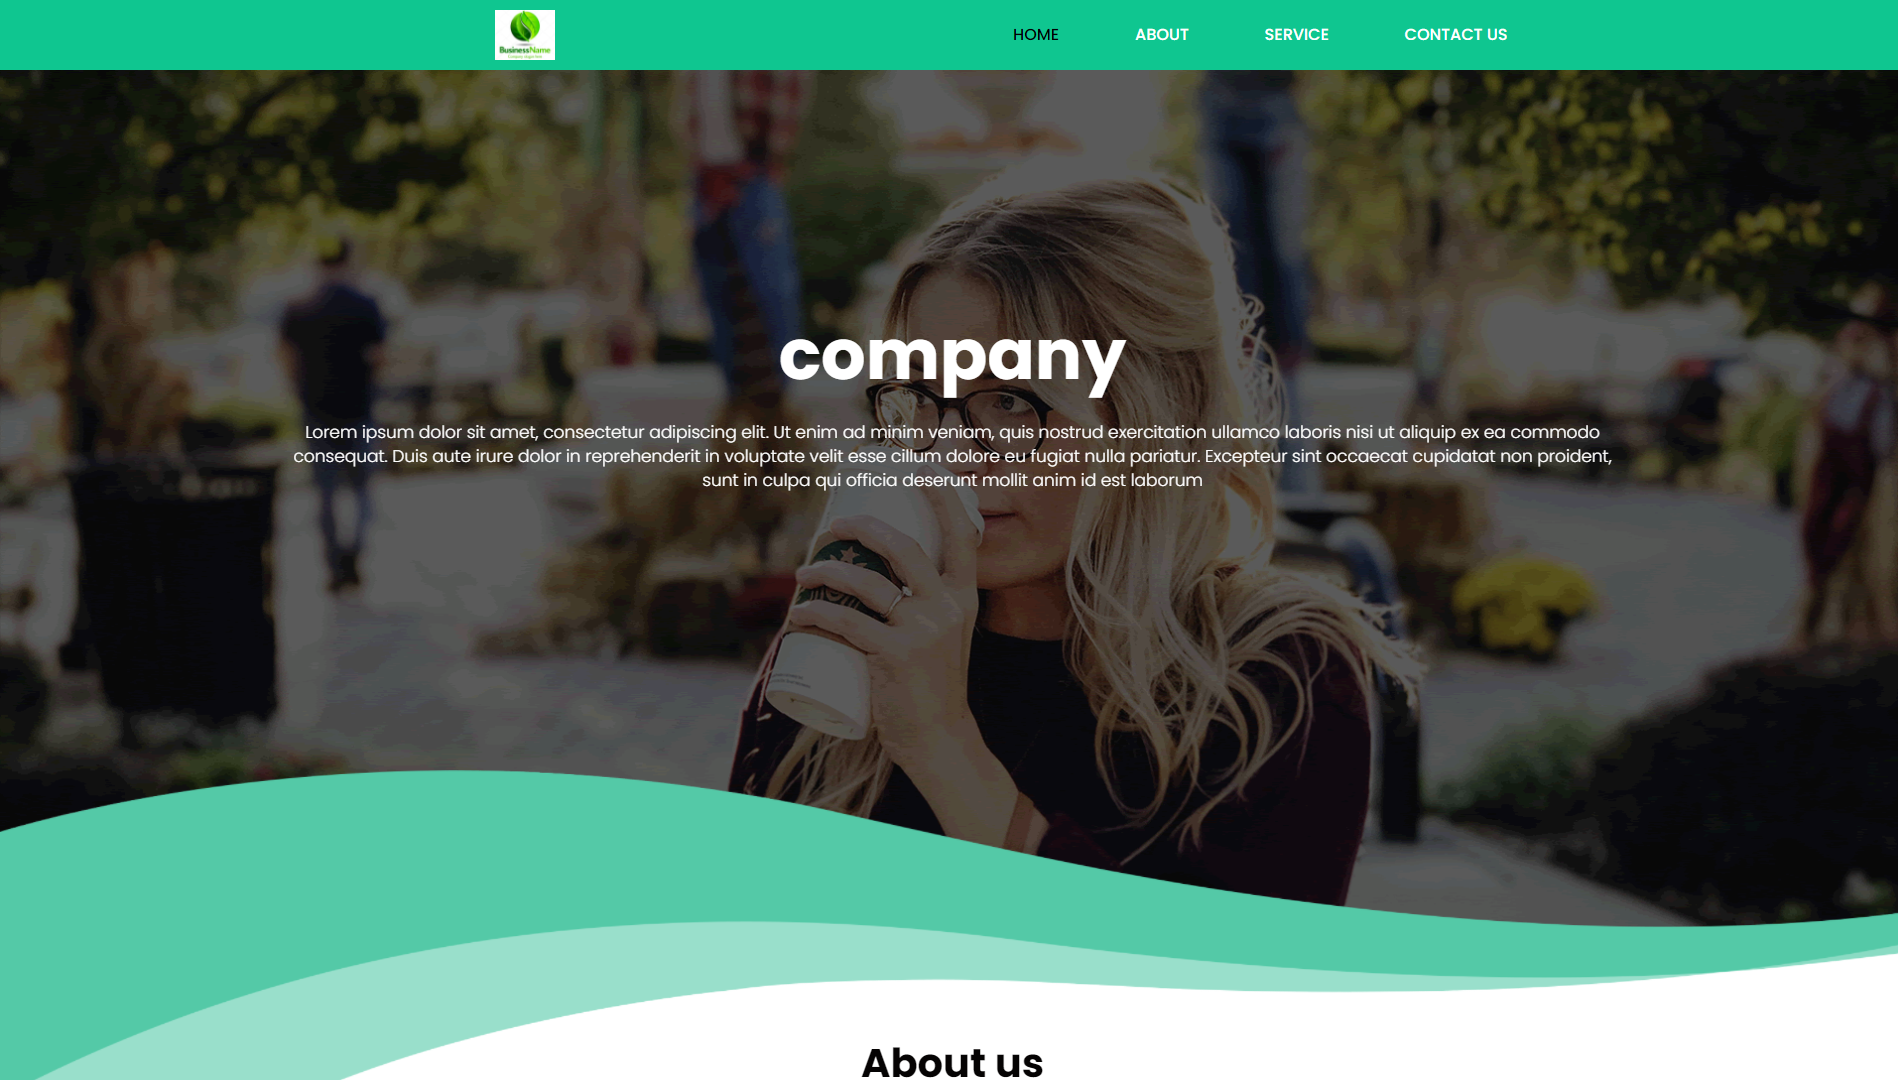 BusinessName
HOME
ABOUT
SERVICE
CONTACT US
company
Lorem ipsum dolor sit amet, consectetur adipiscing elit. Ut enim ad minim veniam, quis nostrud exercitation ullamco laboris nisi ut aliquip ex ea commodo
consequat. Duis aute irure dolor in reprehenderit in voluptate velit esse cillum dolore eu fugiat nulla pariatur. Excepteur sint occaecat cupidatat non proident,
sunt in culpa qui officia deserunt mollit anim id est laborum
About us